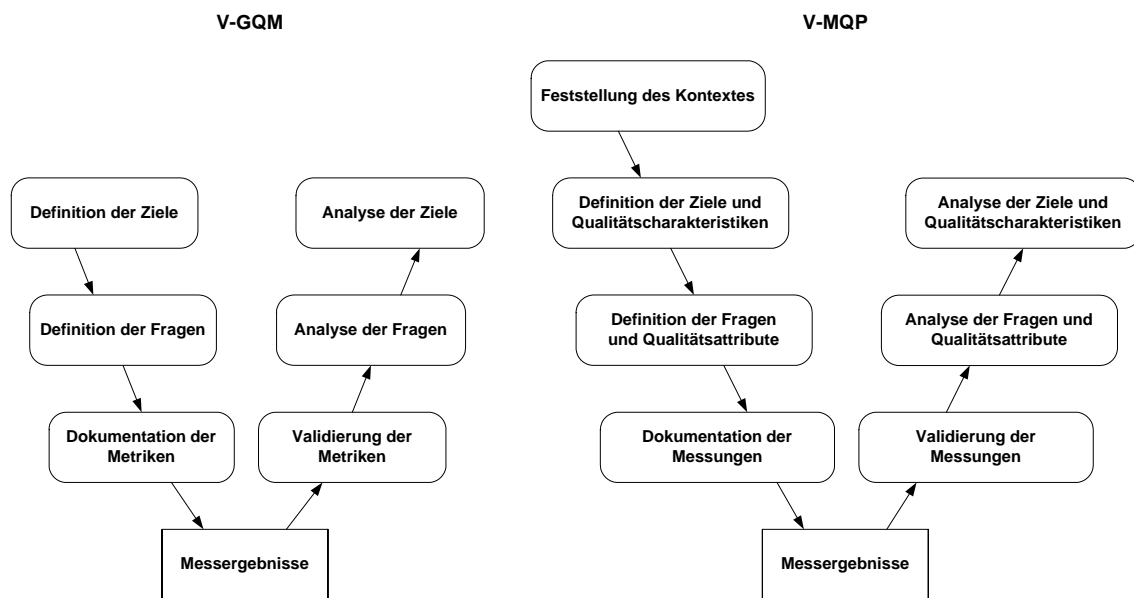 V-GQM
Definition der Ziele
Definition der Fragen
Dokumentation der
Metriken
Messergebnisse
Validierung der
Metriken
Analyse der Fragen
Analyse der Ziele
V-MQP
Feststellung des Kontextes
Definition der Ziele und
Qualitätscharakteristiken
Definition der Fragen
und Qualitätsattribute
Dokumentation der
Messungen
Messergebnisse
Validierung der
Messungen
Analyse der Fragen und
Qualitätsattribute
Analyse der Ziele und
Qualitätscharakteristiken